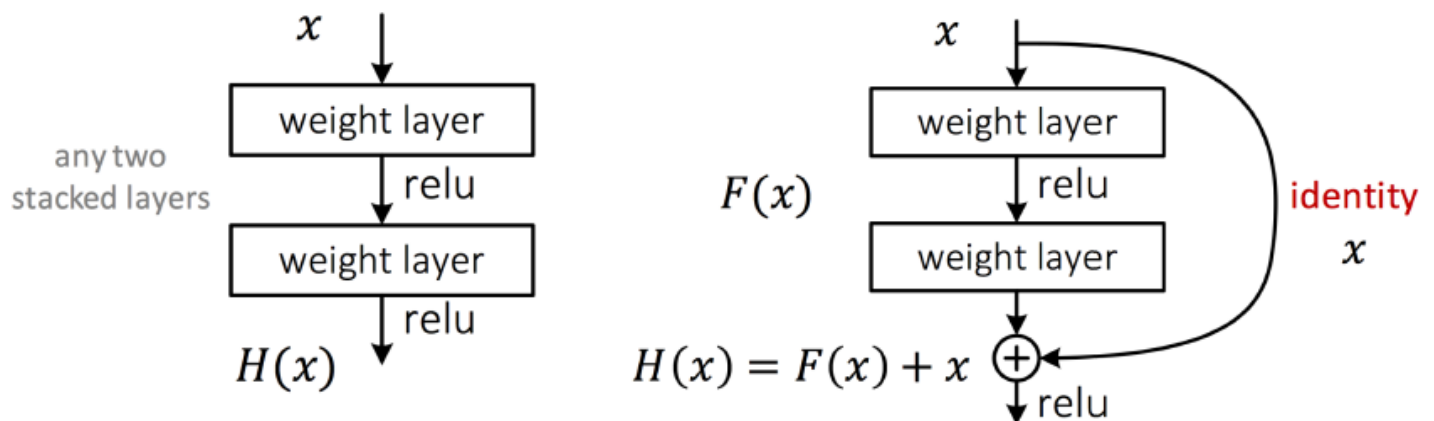 x
weight layer
any two
stacked layers
relu
weight layer
relu
H(x)
x
weight layer
relu
F(x)
identity
x
weight layer
H(x) = F(x) + x
+
relu